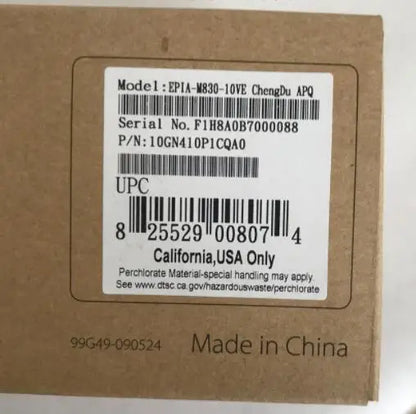 Model:EPIA-M830-10VE ChengDu APQ
Serial No.F1H8A0B7000088
P/N:10GN410P1CQA0
UPC
8 25529 00807 4
California,USA Only
Perchlorate Material-special handling may apply.
See www.dtsc.ca.gov/hazardouswaste/perchlorate
99G49-090524 Made in China